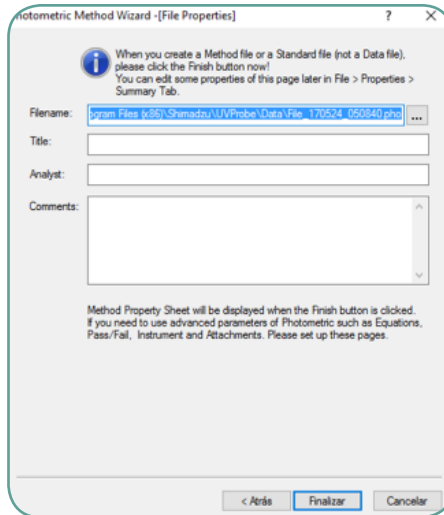 hotometric Method Wizard -[File Properties]
When you create a Method file or a Standard file (not a Data file),
please click the Finish button now!
You can edit some properties of this page later in File > Properties >
Summary Tab.
Filename: ogram Files (x86)\Shimadzu\UVProbe\Data\File_170524_050840.pho ...
Title:
Analyst:
Comments:
Method Property Sheet will be displayed when the Finish button is clicked.
If you need to use advanced parameters of Photometric such as Equations,
Pass/Fail, Instrument and Attachments. Please set up these pages.
< Atrás Finalizar Cancelar